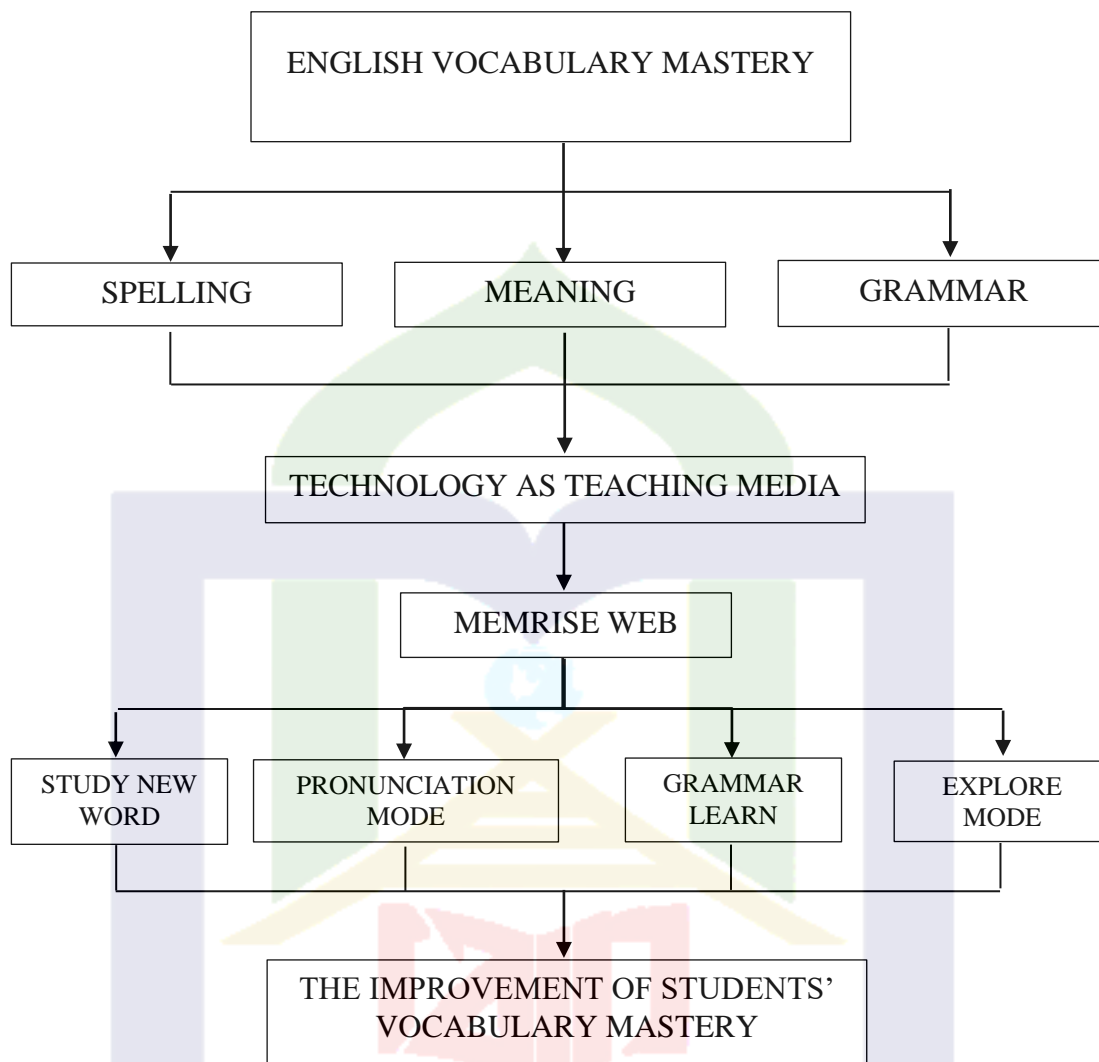 ENGLISH VOCABULARY MASTERY
SPELLING
MEANING
GRAMMAR
TECHNOLOGY AS TEACHING MEDIA
MEMRISE WEB
STUDY NEW
WORD
PRONUNCIATION
MODE
GRAMMAR
LEARN
EXPLORE
MODE
THE IMPROVEMENT OF STUDENTS’
VOCABULARY MASTERY